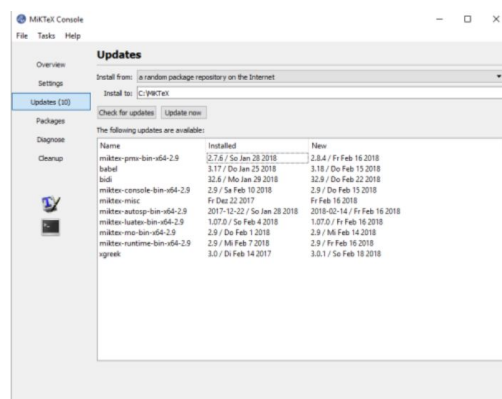 MiKTeX Console
File Tasks Help
Overview
Settings
Updates (10)
Packages
Diagnose
Cleanup
Updates
Install from: a random package repository on the Internet
Install to: C:\MiKTeX
Check for updates Update now
The following updates are available:
Name Installed New
miktex-pmx-bin-x64-2.9 2.7.6 / So Jan 28 2018 2.8.4 / Fr Feb 16 2018
babel 3.17 / Do Jan 25 2018 3.18 / Do Feb 15 2018
bidi 32.6 / Mo Jan 29 2018 32.9 / Do Feb 22 2018
miktex-console-bin-x64-2.9 2.9 / Sa Feb 10 2018 2.9 / Do Feb 15 2018
miktex-misc Fr Dez 22 2017 Fr Feb 16 2018
miktex-autosp-bin-x64-2.9 2017-12-22 / So Jan 28 2018 2018-02-14 / Fr Feb 16 2018
miktex-luatex-bin-x64-2.9 1.07.0 / So Feb 4 2018 1.07.0 / Fr Feb 16 2018
miktex-mo-bin-x64-2.9 2.9 / Do Feb 1 2018 2.9 / Mi Feb 14 2018
miktex-runtime-bin-x64-2.9 2.9 / Mi Feb 7 2018 2.9 / Fr Feb 16 2018
xgreek 3.0 / Di Feb 14 2017 3.0.1 / So Feb 18 2018